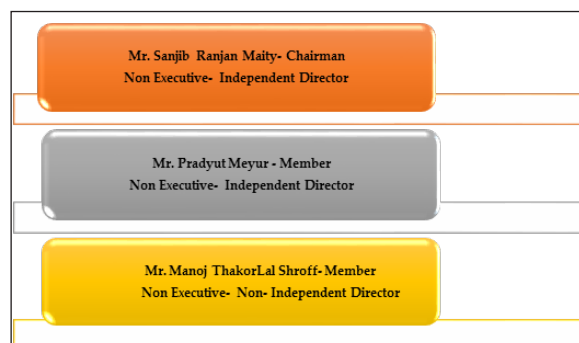 Mr. Sanjib Ranjan Maity- Chairman
Non Executive- Independent Director
Mr. Pradyut Meyur - Member
Non Executive- Independent Director
Mr. Manoj ThakorLal Shroff- Member
Non Executive- Non- Independent Director